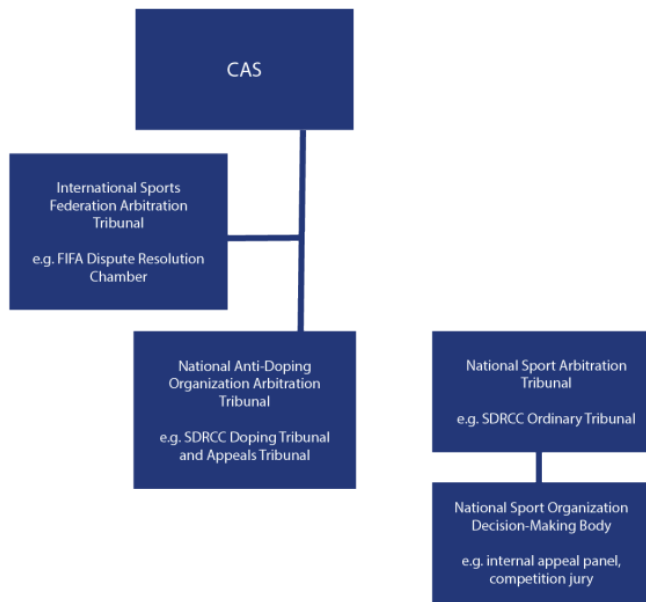 CAS
International Sports
Federation Arbitration
Tribunal
e.g. FIFA Dispute Resolution
Chamber
National Anti-Doping
Organization Arbitration
Tribunal
e.g. SDRCC Doping Tribunal
and Appeals Tribunal
National Sport Arbitration
Tribunal
e.g. SDRCC Ordinary Tribunal
National Sport Organization
Decision-Making Body
e.g. internal appeal panel,
competition jury